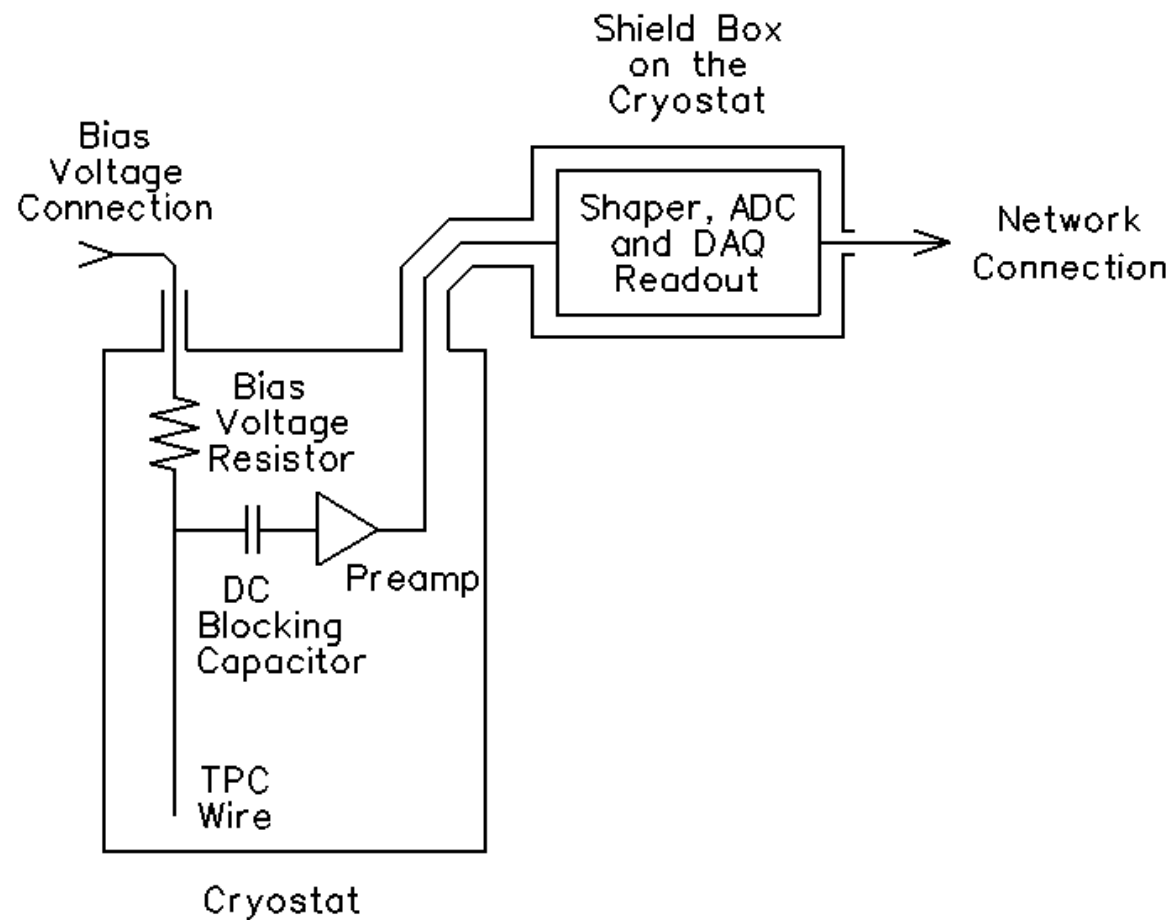 Shield Box
on the
Cryostat
Bias
Voltage
Connection
Shaper, ADC
and DAQ
Readout
Network
Connection
Bias
Voltage
Resistor
Preamp
DC
Blocking
Capacitor
TPC
Wire
Cryostat